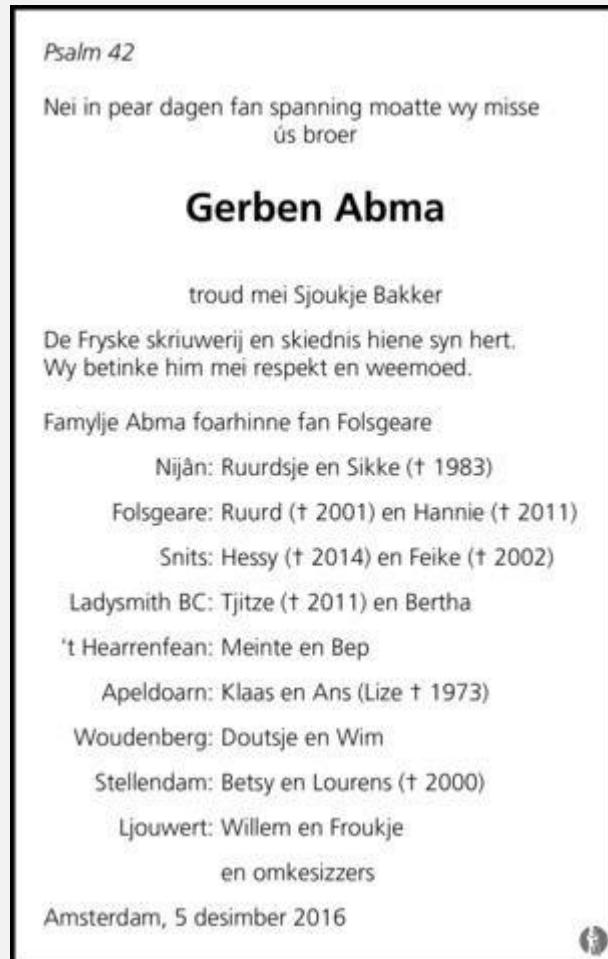 Psalm 42
Nei in pear dagen fan spanning moatte wy misse
ús broer
Gerben Abma
troud mei Sjoukje Bakker
De Fryske skriuwerij en skiednis hiene syn hert.
Wy betinke him mei respekt en weemoed.
Famylje Abma foarhinne fan Folsgeare
Nijân: Ruurdsje en Sikke († 1983)
Folsgeare: Ruurd († 2001) en Hannie († 2011)
Snits: Hessy († 2014) en Feike († 2002)
Ladysmith BC: Tjitze († 2011) en Bertha
't Hearrenfean: Meinte en Bep
Apeldoarn: Klaas en Ans (Lize † 1973)
Woudenberg: Doutsje en Wim
Stellendam: Betsy en Lourens († 2000)
Ljouwert: Willem en Froukje
en omkesizzers
Amsterdam, 5 desimber 2016